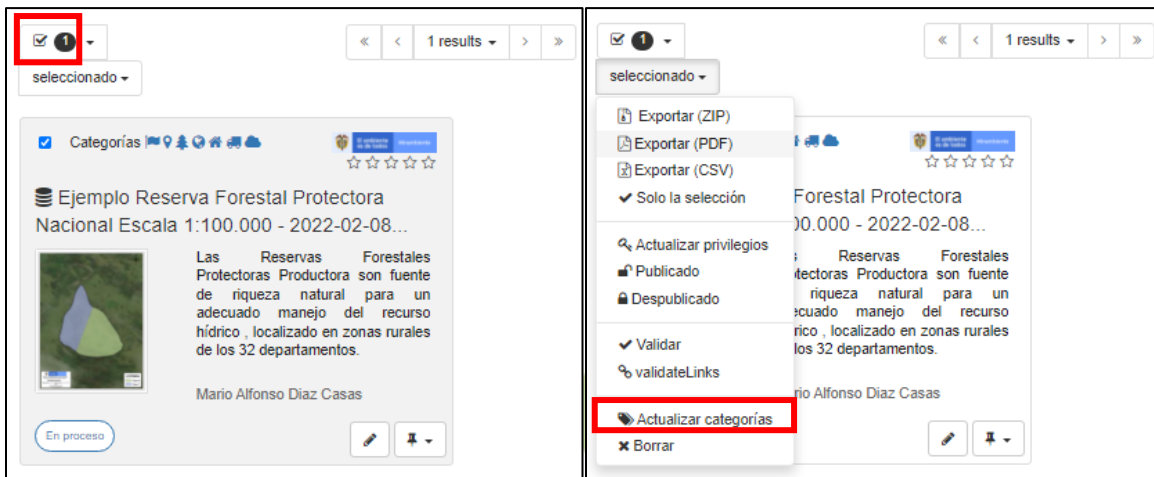 1
1 results
seleccionado
Categorías
Ejemplo Reserva Forestal Protectora
Nacional Escala 1:100.000 - 2022-02-08...
Las Reservas Forestales
Protectoras Productora son fuente
de riqueza natural para un
adecuado manejo del recurso
hídrico , localizado en zonas rurales
de los 32 departamentos.
Mario Alfonso Diaz Casas
En proceso
1
1 results
seleccionado
Exportar (ZIP)
Exportar (PDF)
Exportar (CSV)
Solo la selección
Actualizar privilegios
Publicado
Despublicado
Validar
validateLinks
Actualizar categorías
Borrar
Forestal Protectora
00.000 - 2022-02-08...
Reservas Forestales
tectoras Productora son fuente
riqueza natural para un
ecuado manejo del recurso
rico , localizado en zonas rurales
los 32 departamentos.
rio Alfonso Diaz Casas